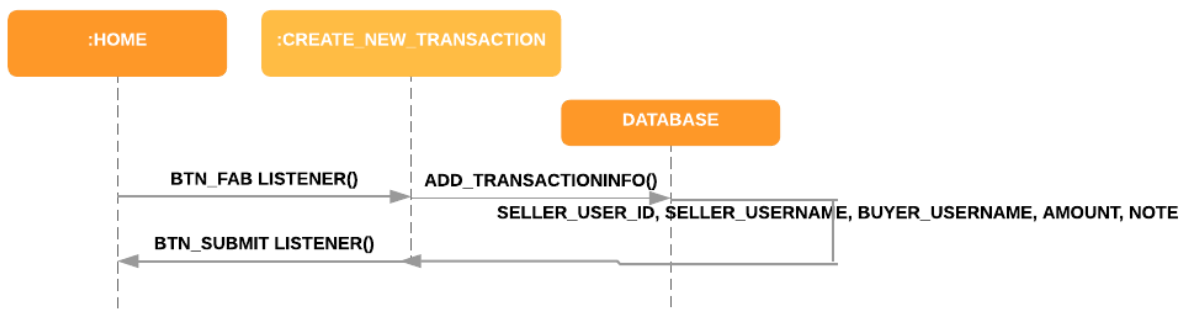 :HOME
:CREATE_NEW_TRANSACTION
DATABASE
BTN_FAB LISTENER()
ADD_TRANSACTIONINFO()
SELLER_USER_ID, SELLER_USERNAME, BUYER_USERNAME, AMOUNT, NOTE
BTN_SUBMIT LISTENER()